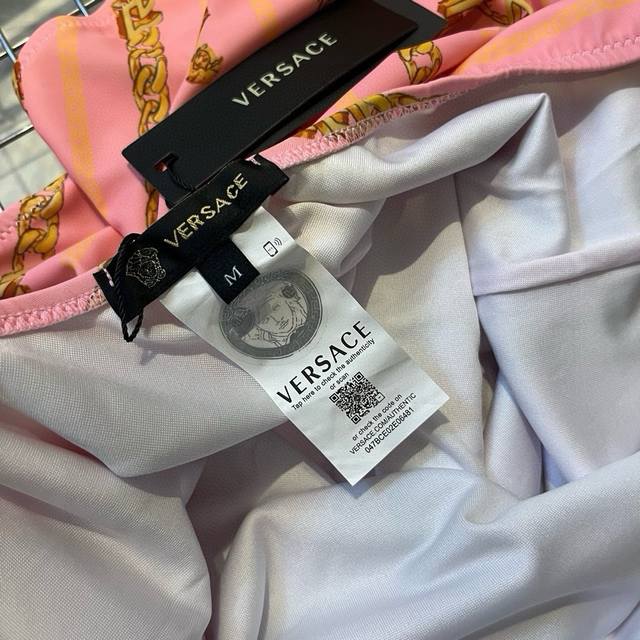 VERSACE
VERSACE
M
VERSACE
Tap here to check the authenticity
or scan
or check the code on
VERSACE.COM/AUTHENTIC
047BCE02E06481